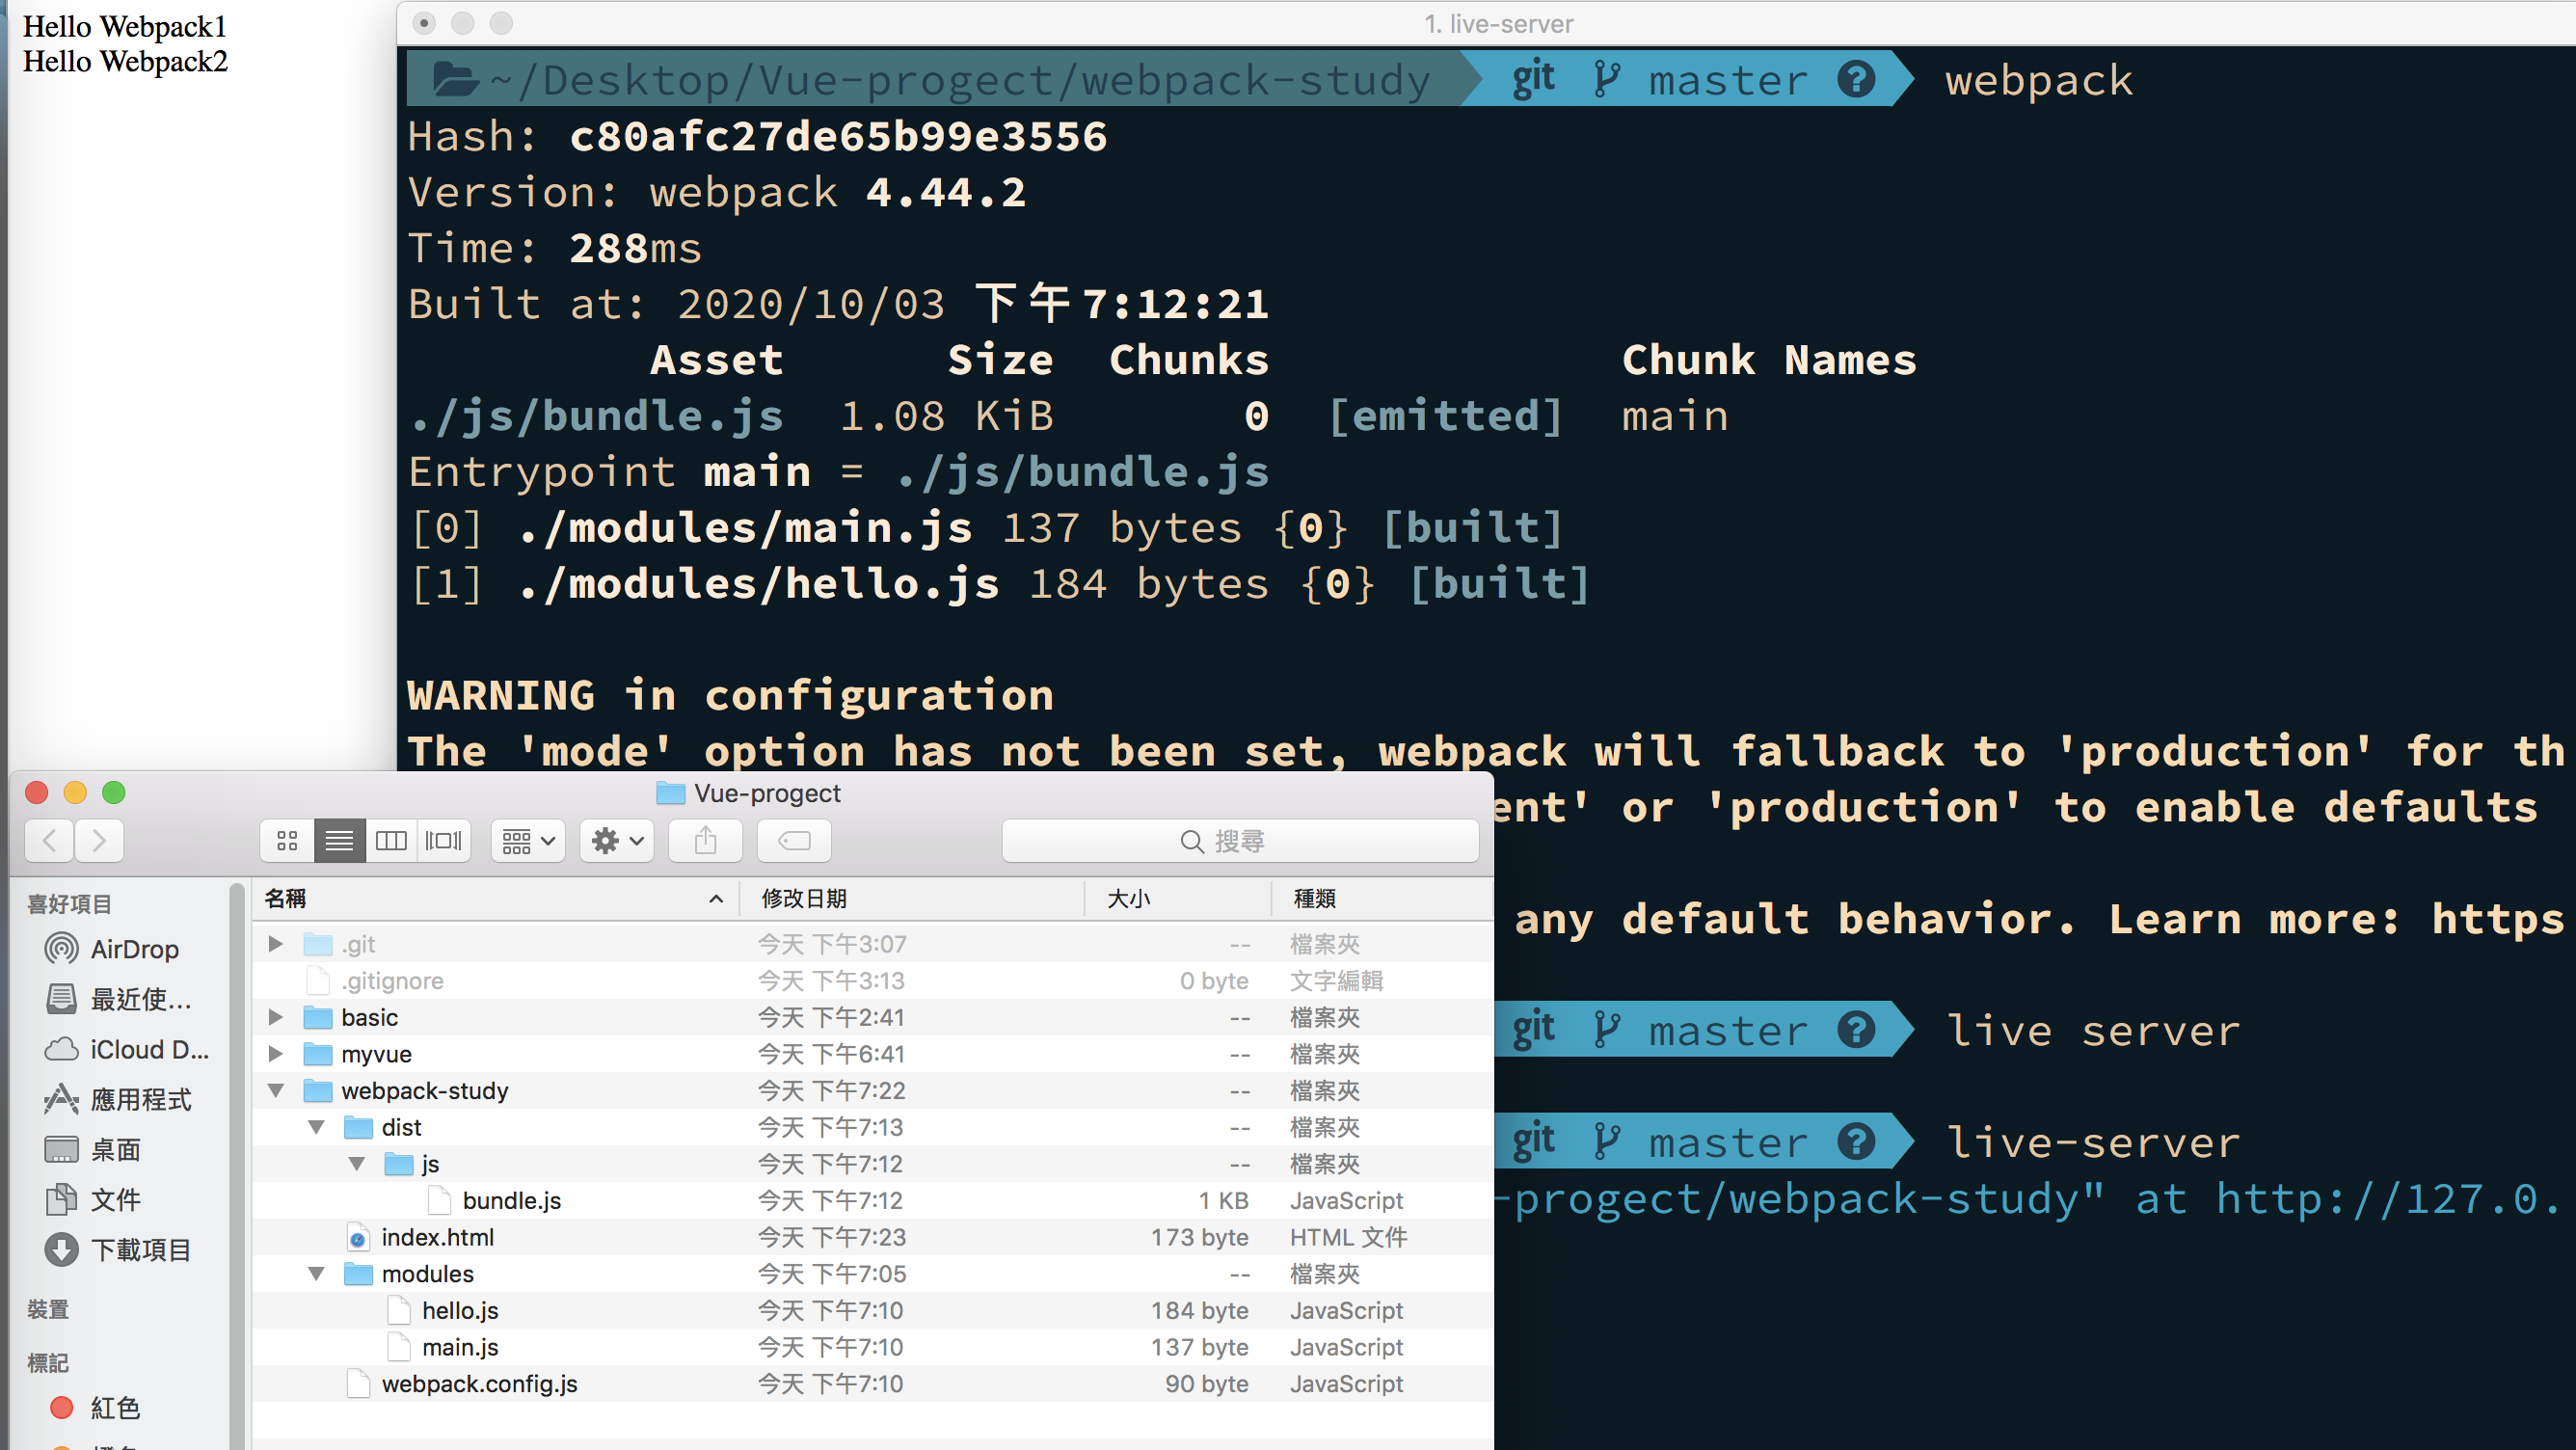 Hello Webpack1
Hello Webpack2
1. live-server
~/Desktop/Vue-progect/webpack-study git master ? webpack
Hash: c80afc27de65b99e3556
Version: webpack 4.44.2
Time: 288ms
Built at: 2020/10/03 下午7:12:21
Asset Size Chunks Chunk Names
./js/bundle.js 1.08 KiB 0 [emitted] main
Entrypoint main = ./js/bundle.js
[0] ./modules/main.js 137 bytes {0} [built]
[1] ./modules/hello.js 184 bytes {0} [built]
WARNING in configuration
The 'mode' option has not been set, webpack will fallback to 'production' for th
ent' or 'production' to enable defaults
any default behavior. Learn more: https
git master ? live server
git master ? live-server
-progect/webpack-study" at http://127.0.
Vue-progect
搜尋
喜好項目
AirDrop
最近使...
iCloud D...
應用程式
桌面
文件
下載項目
裝置
標記
紅色
名稱 修改日期 大小 種類
.git 今天 下午3:07 -- 檔案夾
.gitignore 今天 下午3:13 0 byte 文字編輯
basic 今天 下午2:41 -- 檔案夾
myvue 今天 下午6:41 -- 檔案夾
webpack-study 今天 下午7:22 -- 檔案夾
dist 今天 下午7:13 -- 檔案夾
js 今天 下午7:12 -- 檔案夾
bundle.js 今天 下午7:12 1 KB JavaScript
index.html 今天 下午7:23 173 byte HTML 文件
modules 今天 下午7:05 -- 檔案夾
hello.js 今天 下午7:10 184 byte JavaScript
main.js 今天 下午7:10 137 byte JavaScript
webpack.config.js 今天 下午7:10 90 byte JavaScript